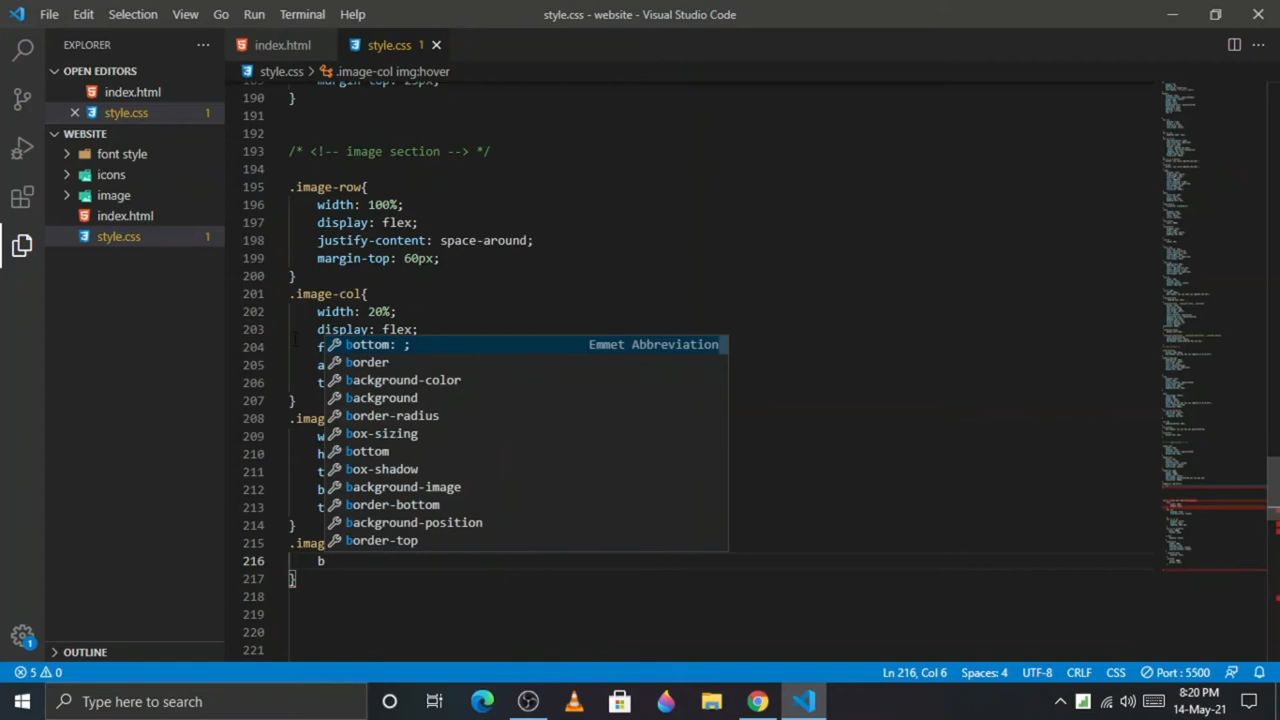 File Edit Selection View Go Run Terminal Help
style.css - website - Visual Studio Code
EXPLORER
index.html
style.css 1
OPEN EDITORS
index.html
style.css 1
WEBSITE
font style
icons
image
index.html
style.css 1
OUTLINE
style.css > .image-col img:hover
190 }
191
192
193 /* <!-- image section --> */
194
195 .image-row{
196 width: 100%;
197 display: flex;
198 justify-content: space-around;
199 margin-top: 60px;
200 }
201 .image-col{
202 width: 20%;
203 display: flex;
204 f
205 a
206 t
207 }
208 .imag
209 w
210 h
211 t
212 b
213 t
214 }
215 .imag
216 b
217 }
218
219
220
221
bottom: ; Emmet Abbreviation
border
background-color
background
border-radius
box-sizing
bottom
box-shadow
background-image
border-bottom
background-position
border-top
5 0 Ln 216, Col 6 Spaces: 4 UTF-8 CRLF CSS Port : 5500
Type here to search
8:20 PM
14-May-21